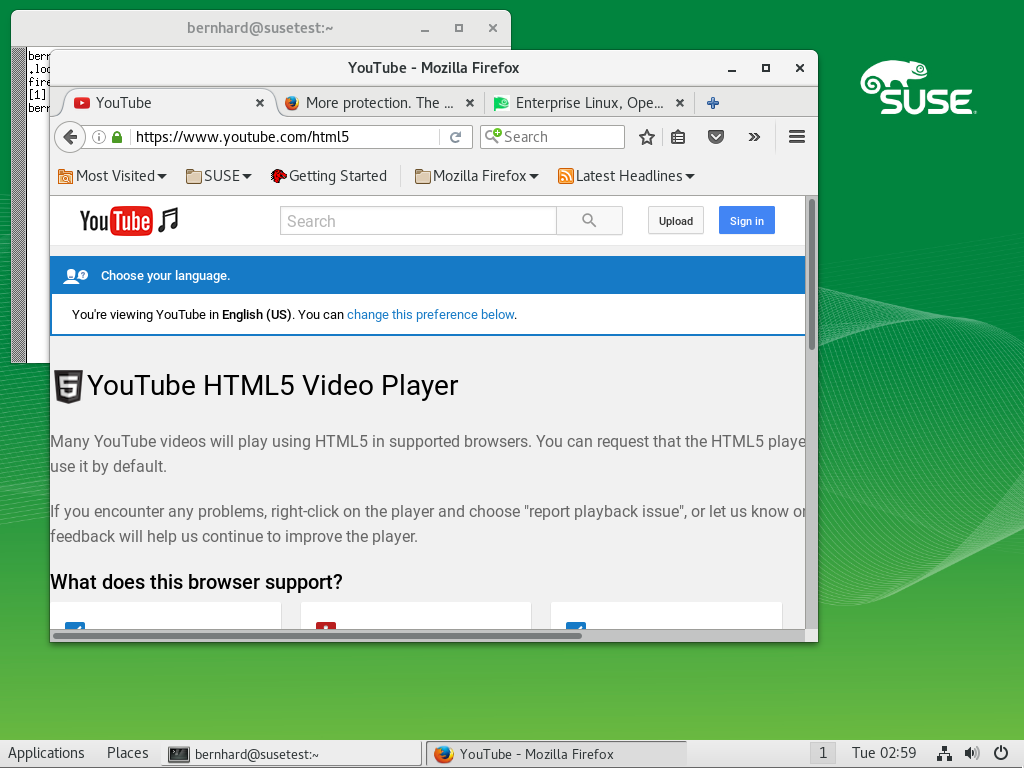 bernhard@susetest:~
bern
.loc
fire
[1]
bern
YouTube - Mozilla Firefox
YouTube
More protection. The ...
Enterprise Linux, Ope...
https://www.youtube.com/html5
Search
Most Visited
SUSE
Getting Started
Mozilla Firefox
Latest Headlines
YouTube
Search
Upload
Sign in
Choose your language.
You're viewing YouTube in English (US). You can change this preference below.
5 YouTube HTML5 Video Player
Many YouTube videos will play using HTML5 in supported browsers. You can request that the HTML5 playe
use it by default.
If you encounter any problems, right-click on the player and choose "report playback issue", or let us know or
feedback will help us continue to improve the player.
What does this browser support?
SUSE
Applications Places bernhard@susetest:~ YouTube - Mozilla Firefox 1 Tue 02:59